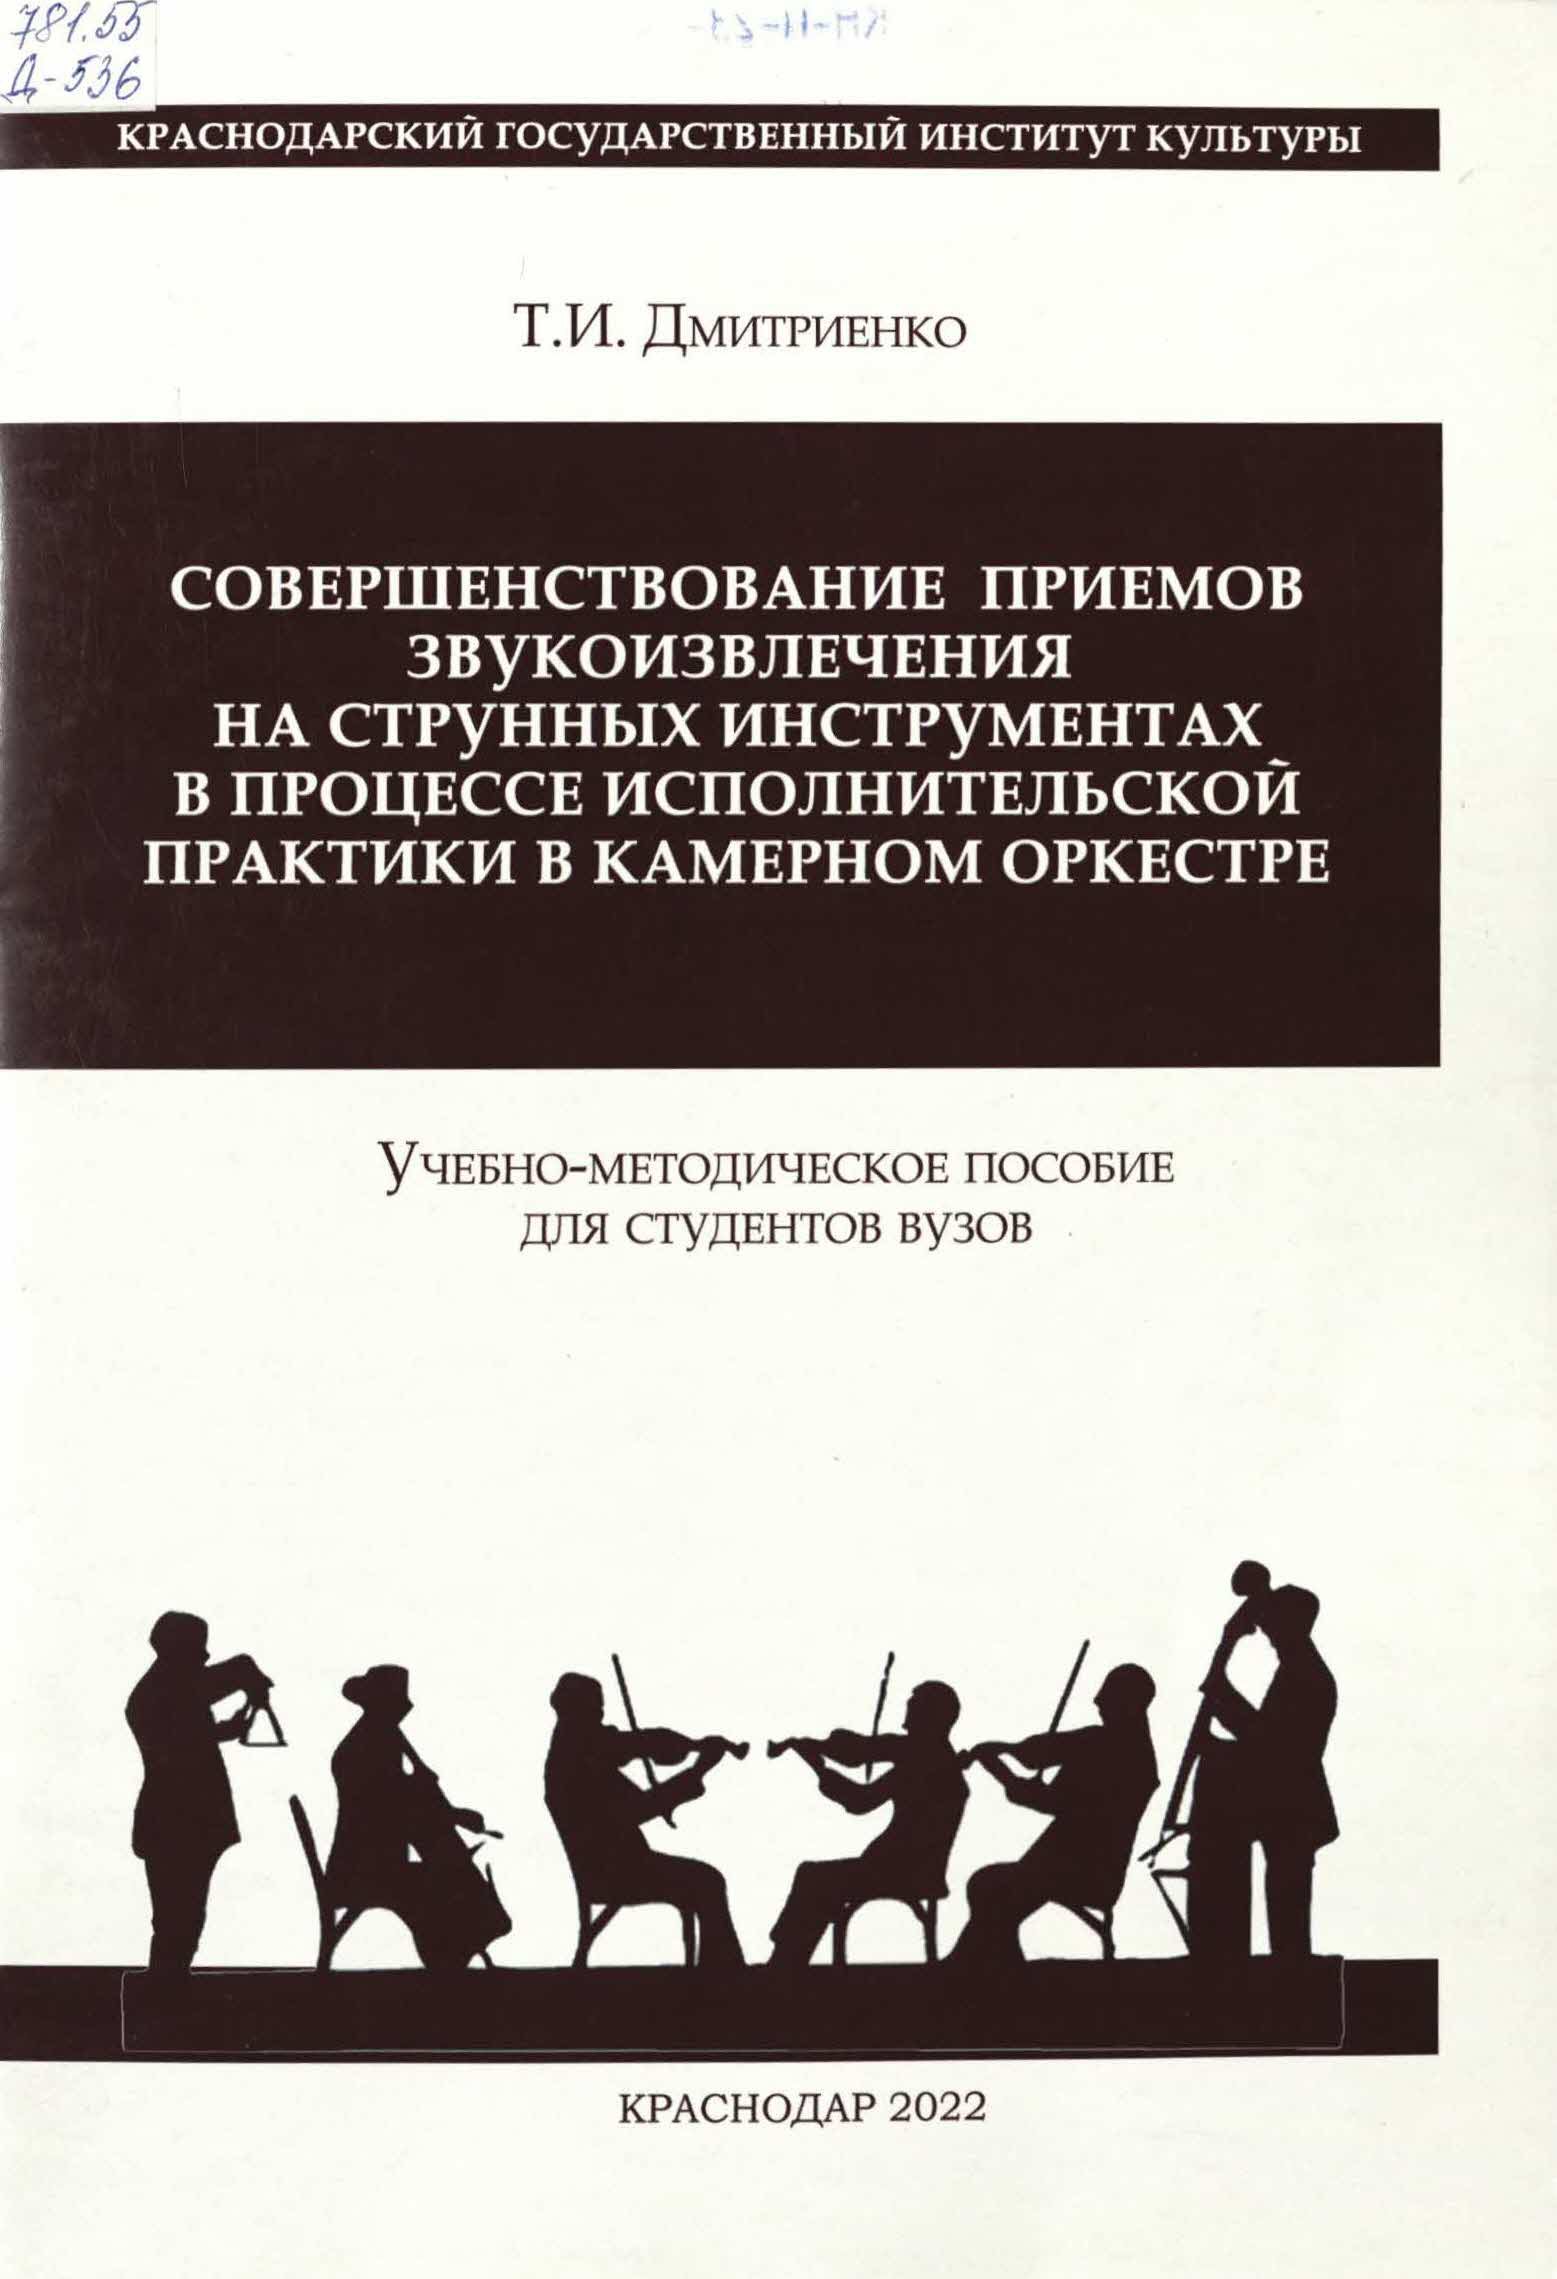 781.55
Д-536
КРАСНОДАРСКИЙ ГОСУДАРСТВЕННЫЙ ИНСТИТУТ КУЛЬТУРЫ
Т.И. Дмитриенко
СОВЕРШЕНСТВОВАНИЕ ПРИЕМОВ
ЗВУКОИЗВЛЕЧЕНИЯ
НА СТРУННЫХ ИНСТРУМЕНТАХ
В ПРОЦЕССЕ ИСПОЛНИТЕЛЬСКОЙ
ПРАКТИКИ В КАМЕРНОМ ОРКЕСТРЕ
Учебно-методическое пособие
для студентов вузов
КРАСНОДАР 2022